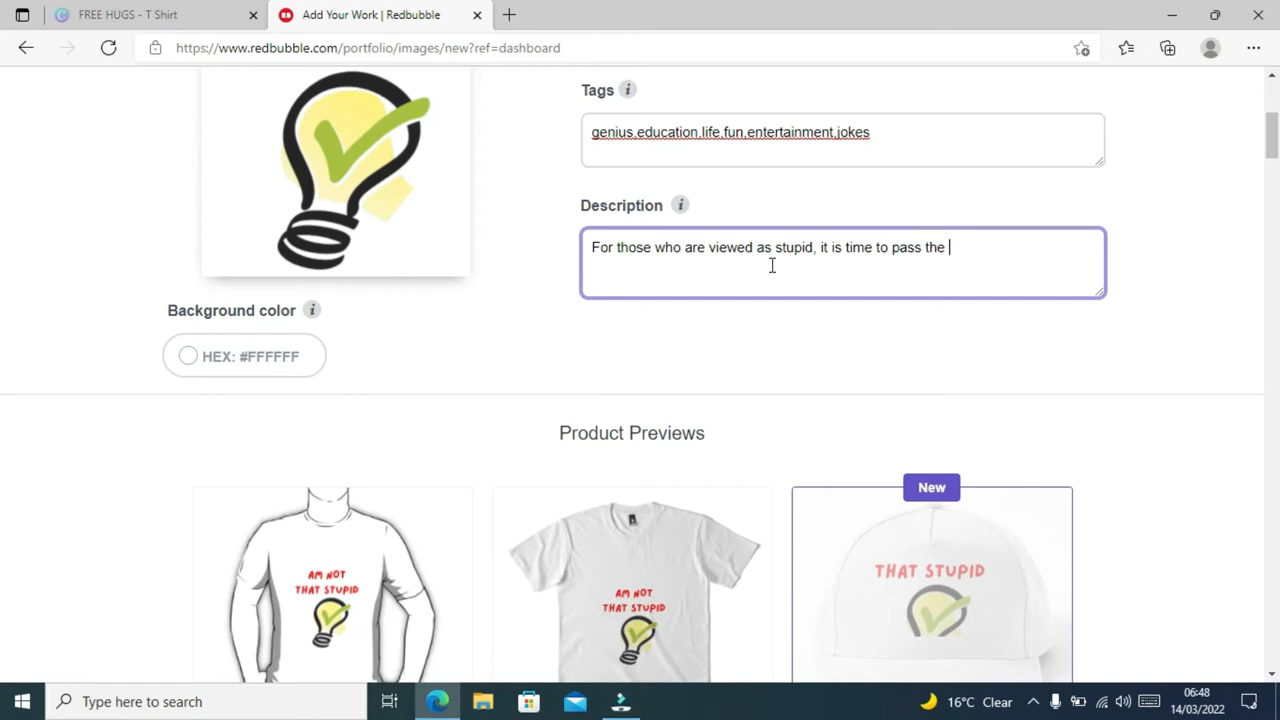 FREE HUGS - T Shirt
Add Your Work | Redbubble
https://www.redbubble.com/portfolio/images/new?ref=dashboard
Tags
genius,education,life,fun,entertainment,jokes
Description
For those who are viewed as stupid, it is time to pass the
Background color
HEX: #FFFFFF
Product Previews
New
AM NOT
THAT STUPID
AM NOT
THAT STUPID
THAT STUPID
Type here to search
16°C Clear
06:48
14/03/2022